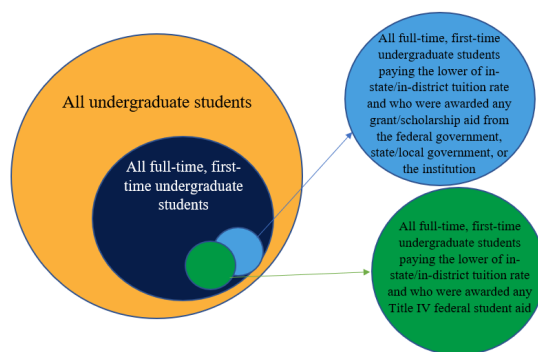 All undergraduate students
All full-time, first-
time undergraduate
students
All full-time, first-time
undergraduate students
paying the lower of in-
state/in-district tuition rate
and who were awarded any
grant/scholarship aid from
the federal government,
state/local government, or
the institution
All full-time, first-time
undergraduate students
paying the lower of in-
state/in-district tuition rate
and who were awarded any
Title IV federal student aid